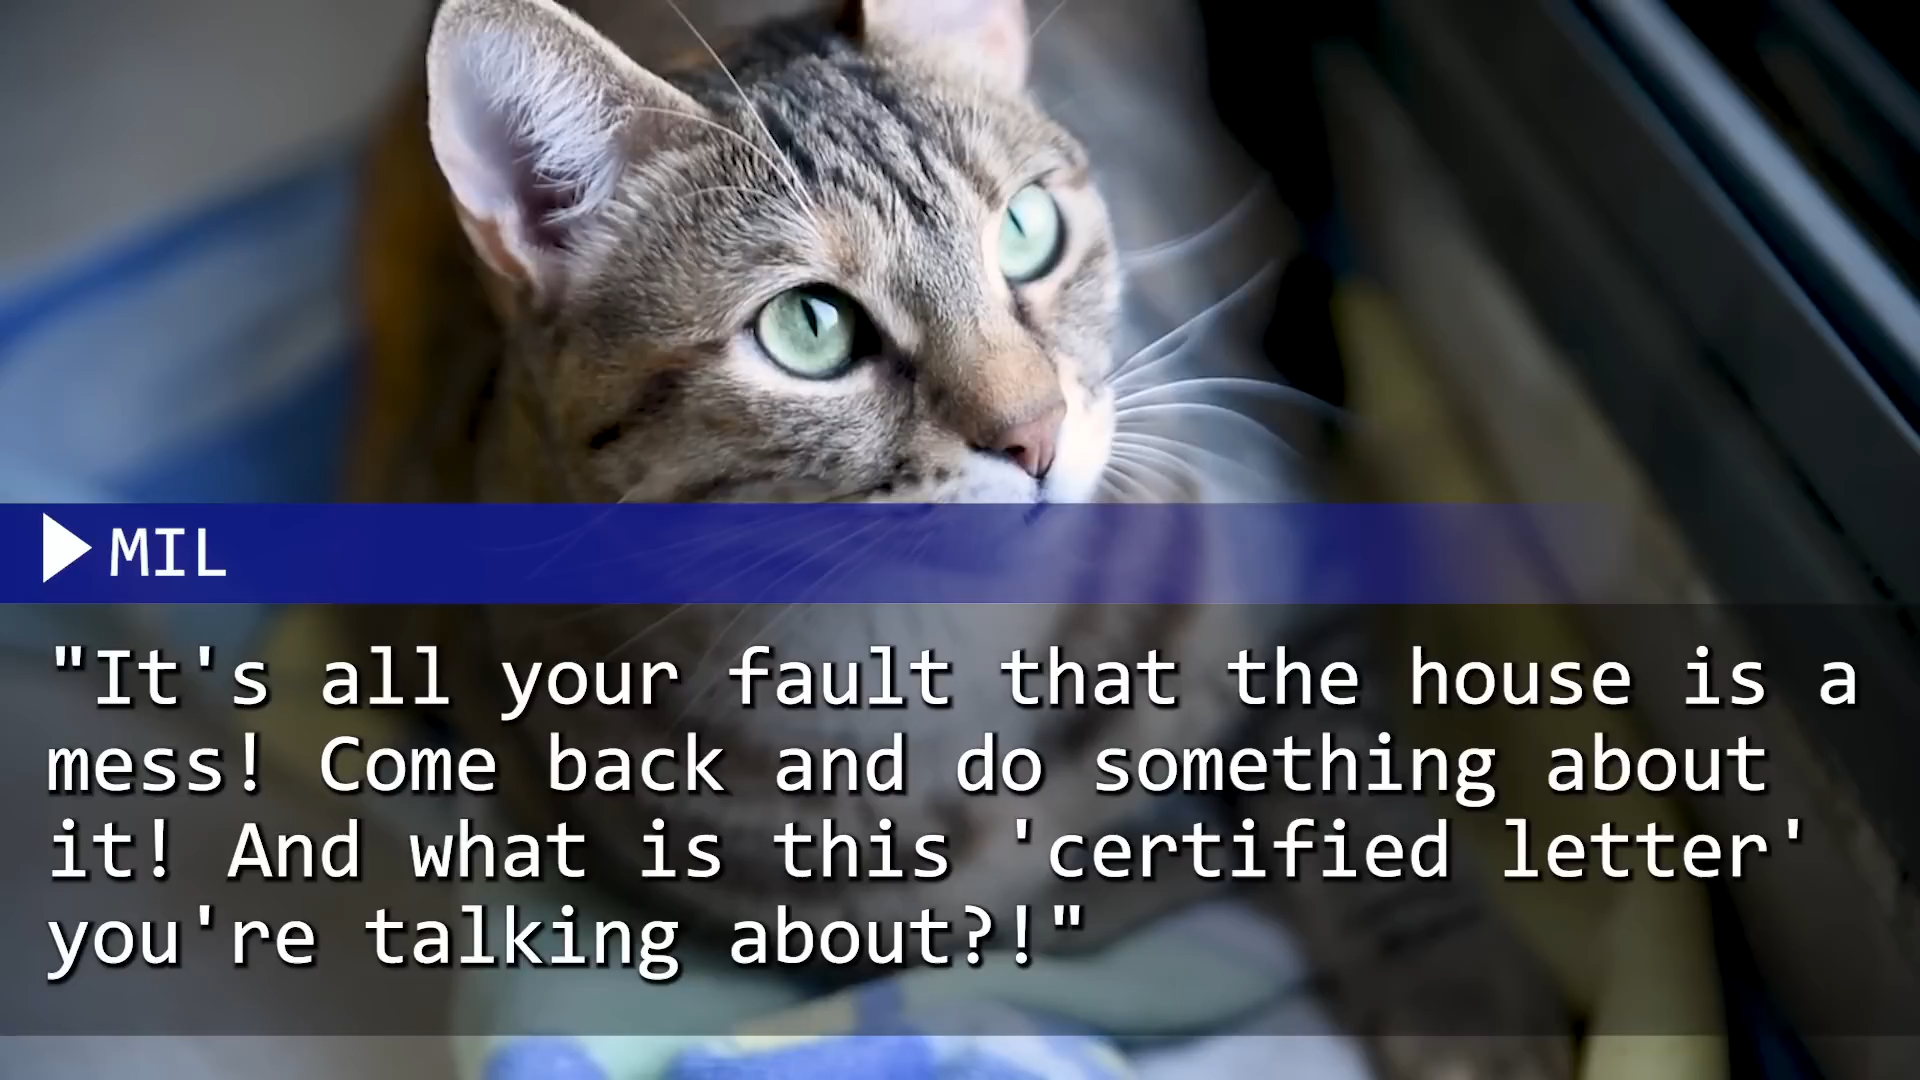 MIL
"It's all your fault that the house is a
mess! Come back and do something about
it! And what is this 'certified letter'
you're talking about?!"